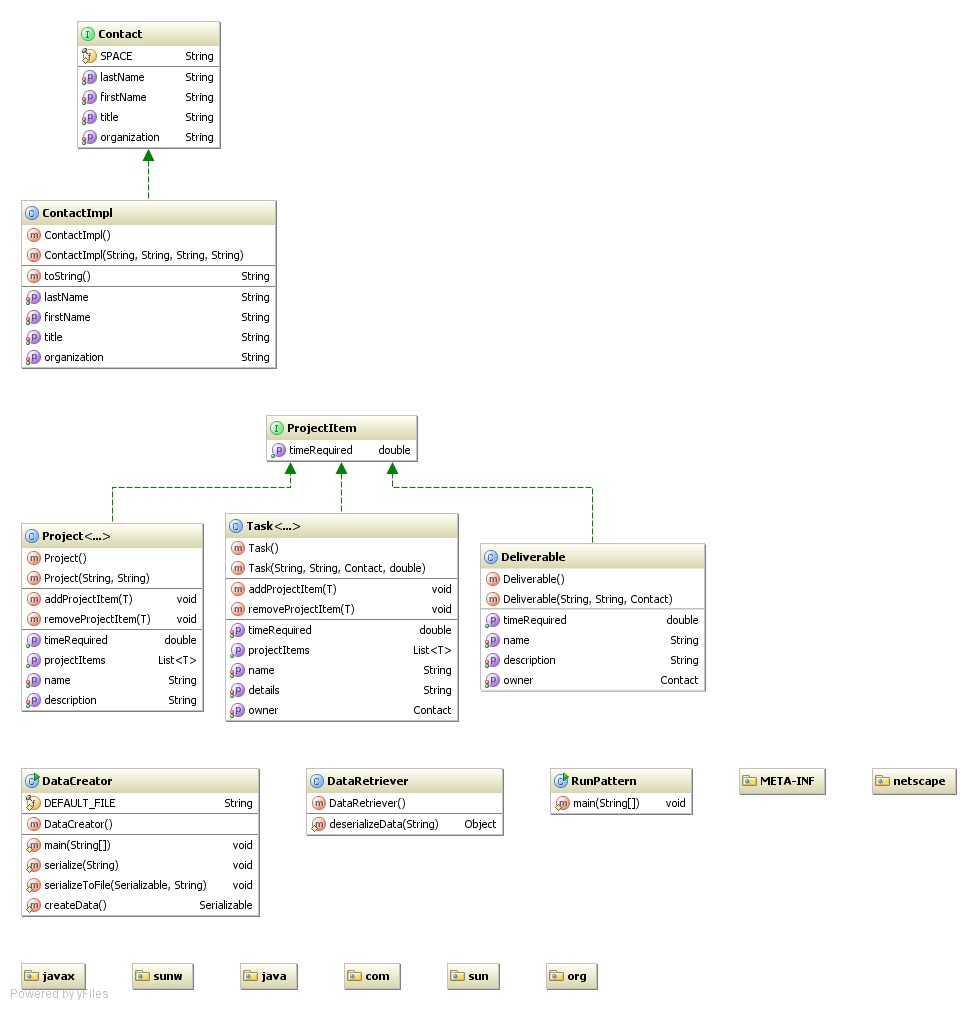 Contact
SPACE String
lastName String
firstName String
title String
organization String
ContactImpl
ContactImpl()
ContactImpl(String, String, String, String)
toString() String
lastName String
firstName String
title String
organization String
ProjectItem
timeRequired double
Project<...>
Project()
Project(String, String)
addProjectItem(T) void
removeProjectItem(T) void
timeRequired double
projectItems List<T>
name String
description String
Task<...>
Task()
Task(String, String, Contact, double)
addProjectItem(T) void
removeProjectItem(T) void
timeRequired double
projectItems List<T>
name String
details String
owner Contact
Deliverable
Deliverable()
Deliverable(String, String, Contact)
timeRequired double
name String
description String
owner Contact
DataCreator
DEFAULT_FILE String
DataCreator()
main(String[]) void
serialize(String) void
serializeToFile(Serializable, String) void
createData() Serializable
DataRetriever
DataRetriever()
deserializeData(String) Object
RunPattern
main(String[]) void
META-INF
netscape
javax
sunw
java
com
sun
org
Powered by yFiles